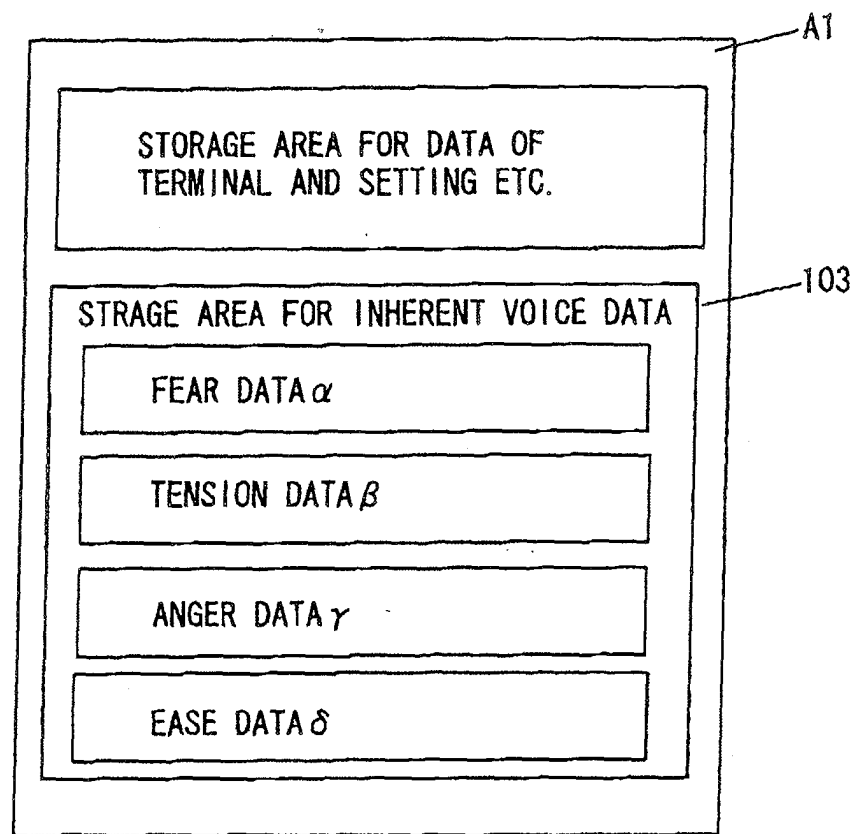 A1
STORAGE AREA FOR DATA OF
TERMINAL AND SETTING ETC.
103
STRAGE AREA FOR INHERENT VOICE DATA
FEAR DATA α
TENSION DATA β
ANGER DATA γ
EASE DATA δ